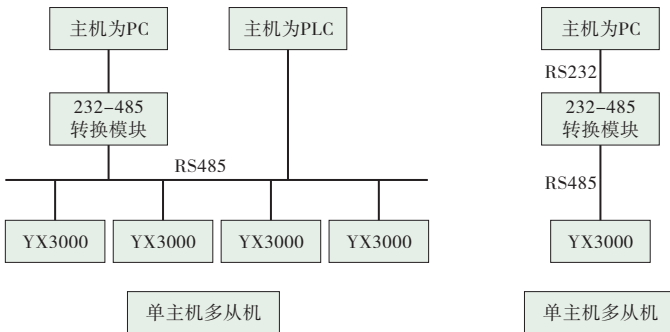 主机为PC
主机为PLC
232-485
转换模块
RS485
YX3000
YX3000
YX3000
YX3000
单主机多从机
主机为PC
RS232
232-485
转换模块
RS485
YX3000
单主机多从机